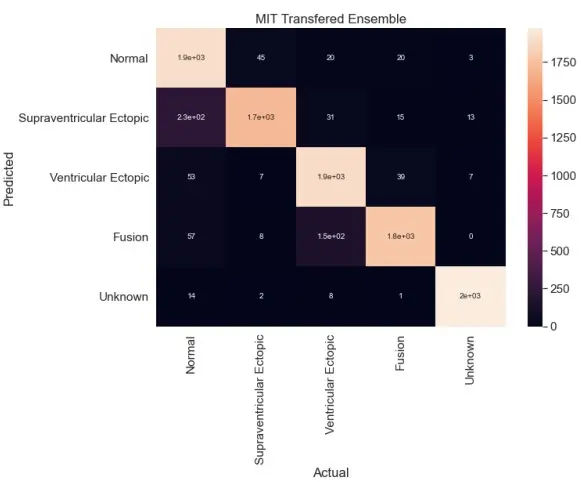 MIT Transfered Ensemble
Normal 1.9e+03 45 20 20 3
Supraventricular Ectopic 2.3e+02 1.7e+03 31 15 13
Ventricular Ectopic 53 7 1.9e+03 39 7
Fusion 57 8 1.5e+02 1.8e+03 0
Unknown 14 2 8 1 2e+03
Predicted
Normal
Supraventricular Ectopic
Ventricular Ectopic
Fusion
Unknown
Actual
1750
1500
1250
1000
750
500
250
0